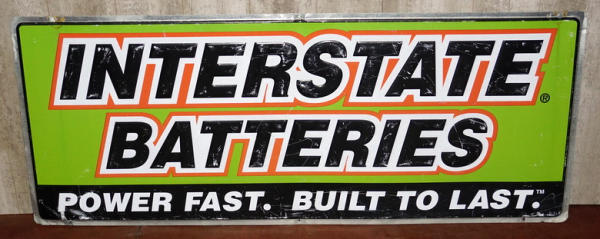 INTERSTATE®
BATTERIES
POWER FAST. BUILT TO LAST.™